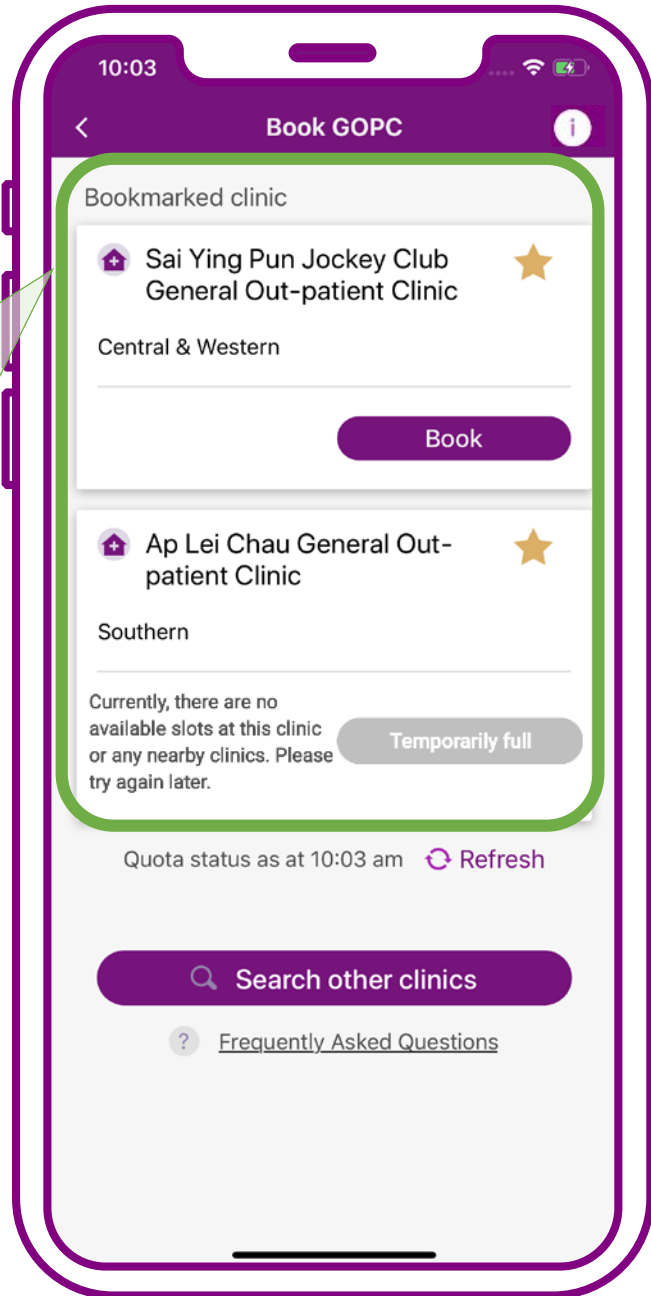 10:03
Book GOPC
i
Bookmarked clinic
Sai Ying Pun Jockey Club
General Out-patient Clinic
Central & Western
Book
Ap Lei Chau General Out-
patient Clinic
Southern
Currently, there are no
available slots at this clinic
or any nearby clinics. Please
try again later.
Temporarily full
Quota status as at 10:03 am Refresh
Search other clinics
? Frequently Asked Questions